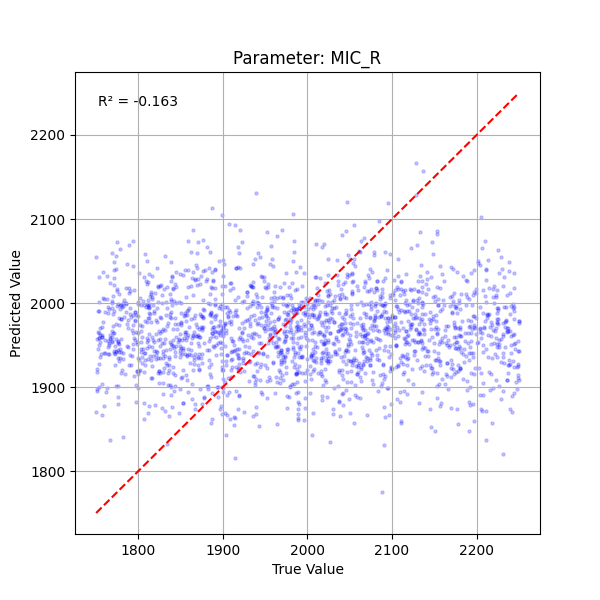 Parameter: MIC_R
R² = -0.163
2200
2100
2000
1900
1800
Predicted Value
1800 1900 2000 2100 2200
True Value